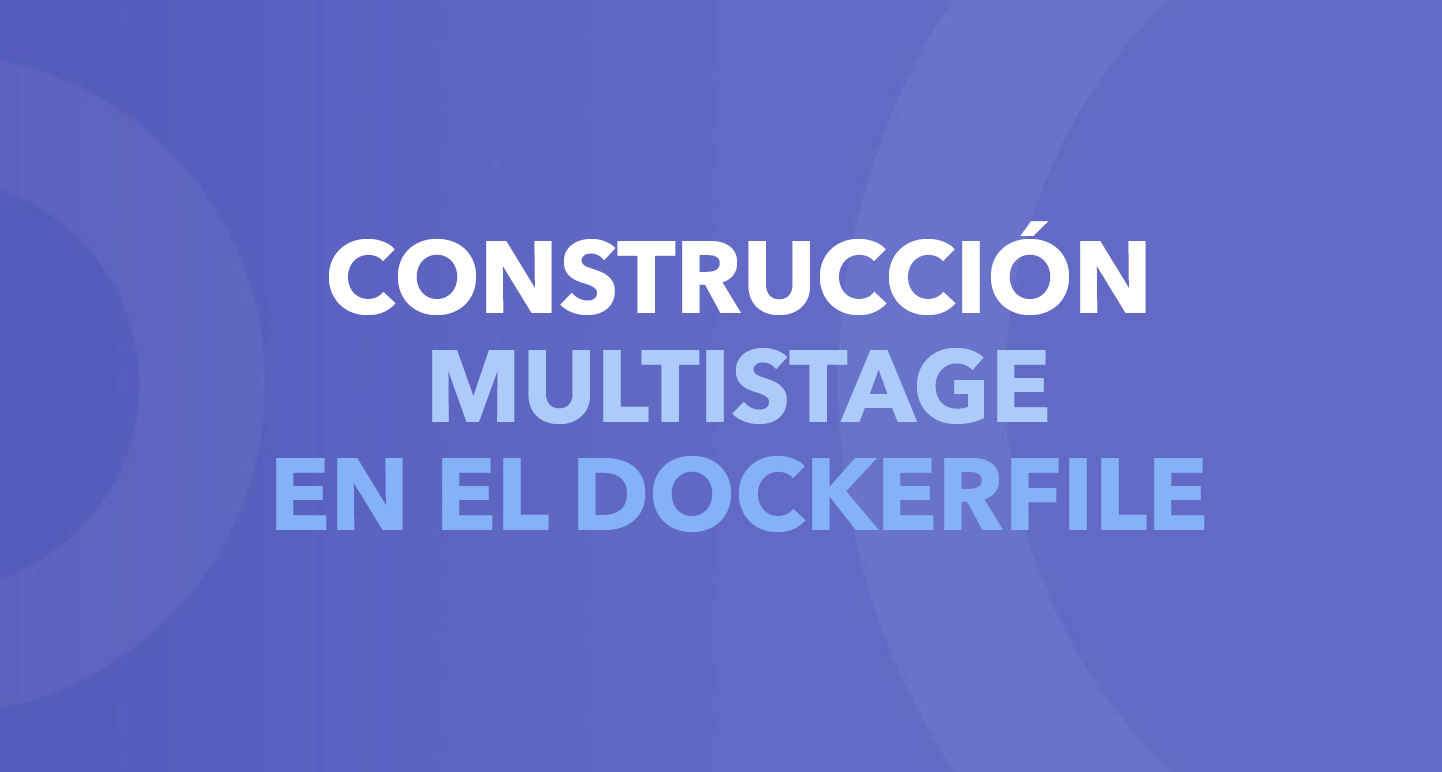 CONSTRUCCIÓN
MULTISTAGE
EN EL DOCKERFILE